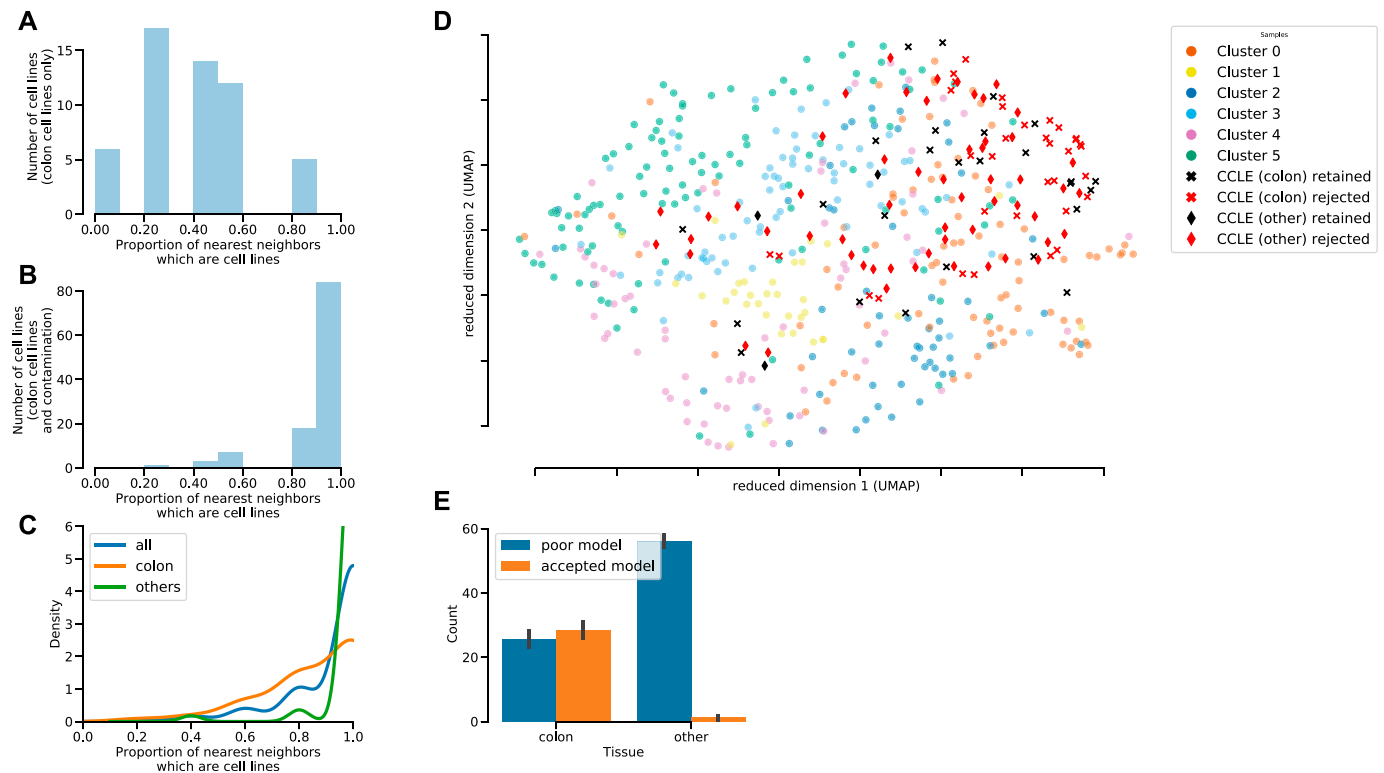 A
Number of cell lines
(colon cell lines only)
15
10
5
0
0.00 0.20 0.40 0.60 0.80 1.00
Proportion of nearest neighbors
which are cell lines
B
Number of cell lines
(colon cell lines
and contamination)
80
60
40
20
0
0.00 0.20 0.40 0.60 0.80 1.00
Proportion of nearest neighbors
which are cell lines
C
Density
6
5
4
3
2
1
0
all
colon
others
0.0 0.2 0.4 0.6 0.8 1.0
Proportion of nearest neighbors
which are cell lines
D
reduced dimension 2 (UMAP)
reduced dimension 1 (UMAP)
Samples
Cluster 0
Cluster 1
Cluster 2
Cluster 3
Cluster 4
Cluster 5
CCLE (colon) retained
CCLE (colon) rejected
CCLE (other) retained
CCLE (other) rejected
E
Count
60
40
20
0
poor model
accepted model
colon other
Tissue